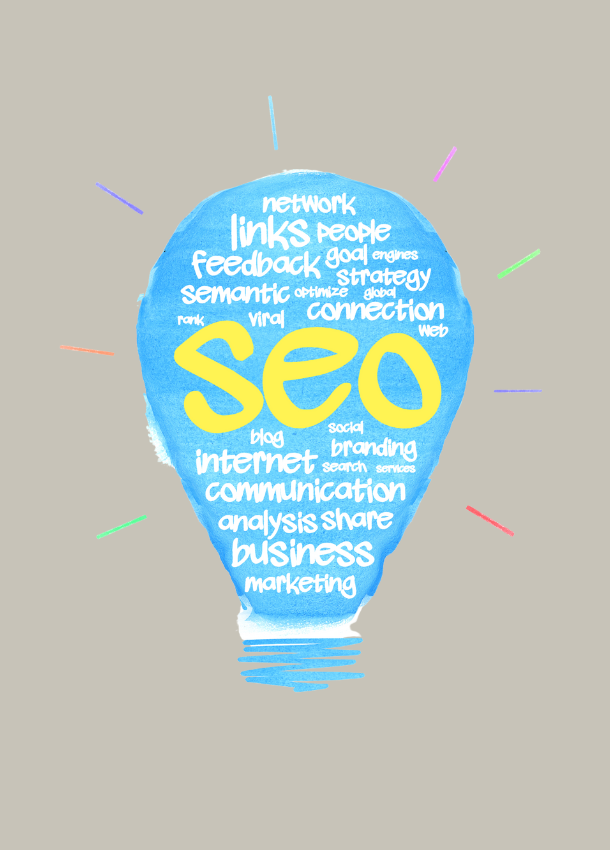 network
links people
feedback goal engines
strategy
semantic optimize global
connection
rank viral
web
seo
blog social
branding
internet search services
communication
analysis share
business
marketing